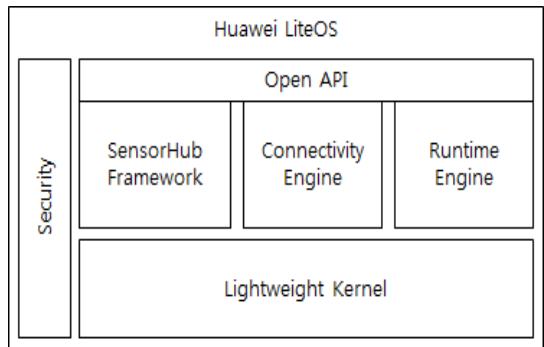 Huawei LiteOS
Security
Open API
SensorHub
Framework
Connectivity
Engine
Runtime
Engine
Lightweight Kernel